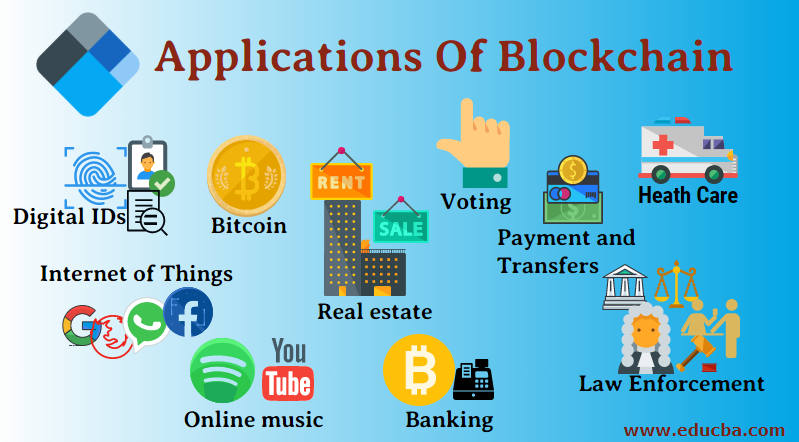 Applications Of Blockchain
Digital IDs
Bitcoin
RENT
SALE
Real estate
Voting
Payment and
Transfers
Heath Care
Internet of Things
You
Tube
Online music
Banking
Law Enforcement
www.educba.com